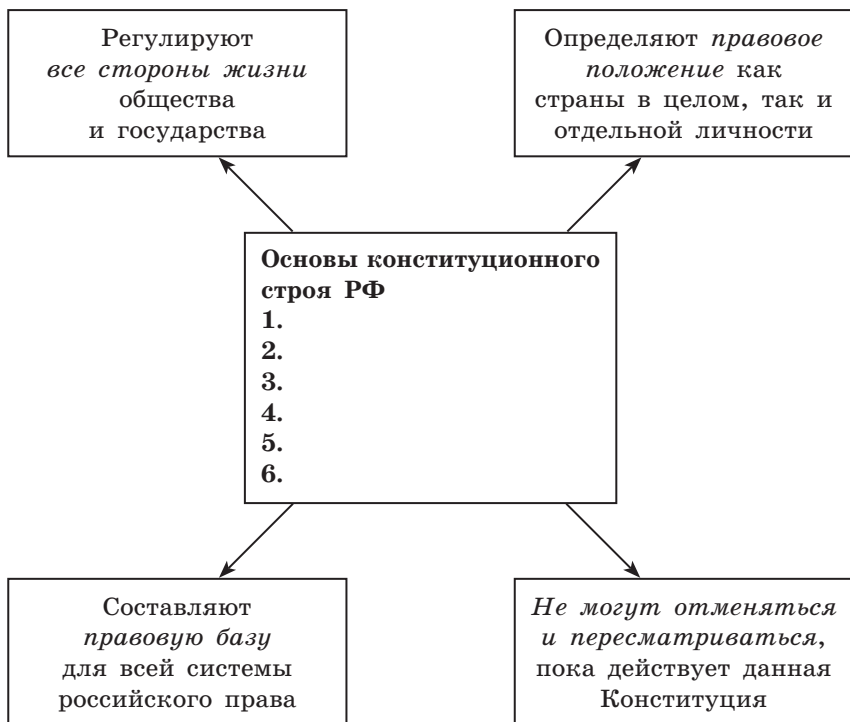 Регулируют
все стороны жизни
общества
и государства
Определяют правовое
положение как
страны в целом, так и
отдельной личности
Основы конституционного
строя РФ
1.
2.
3.
4.
5.
6.
Составляют
правовую базу
для всей системы
российского права
Не могут отменяться
и пересматриваться,
пока действует данная
Конституция